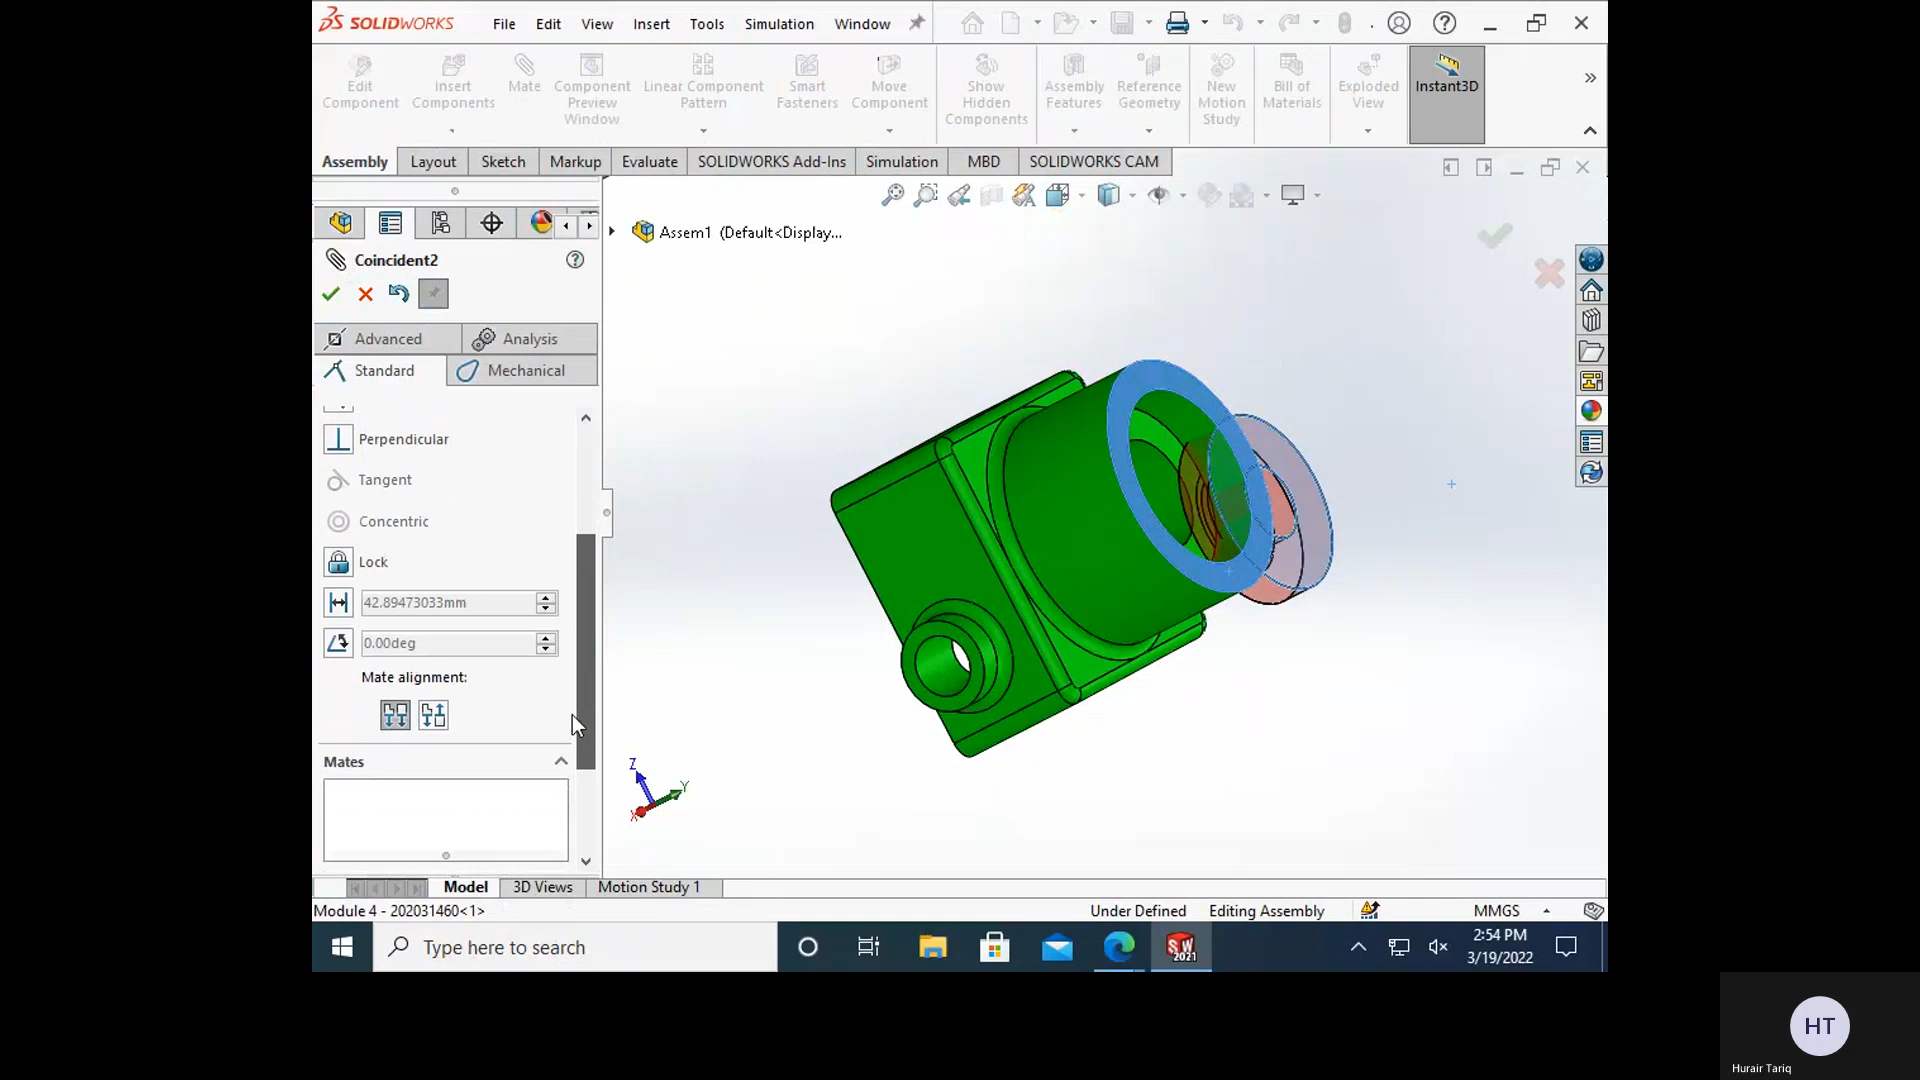 SOLIDWORKS File Edit View Insert Tools Simulation Window
Edit Component
Insert Components
Mate
Component Preview Window
Linear Component Pattern
Smart Fasteners
Move Component
Show Hidden Components
Assembly Features
Reference Geometry
New Motion Study
Bill of Materials
Exploded View
Instant3D
Assembly Layout Sketch Markup Evaluate SOLIDWORKS Add-Ins Simulation MBD SOLIDWORKS CAM
Assem1 (Default<Display...
Coincident2
Advanced Analysis
Standard Mechanical
Perpendicular
Tangent
Concentric
Lock
42.89473033mm
0.00deg
Mate alignment:
Mates
Z
Y
X
Model 3D Views Motion Study 1
Module 4 - 202031460<1> Under Defined Editing Assembly MMGS
Type here to search
SW 2021
2:54 PM
3/19/2022
HT
Hurair Tariq